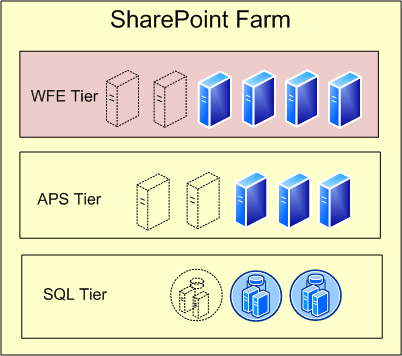 SharePoint Farm
WFE Tier
APS Tier
SQL Tier